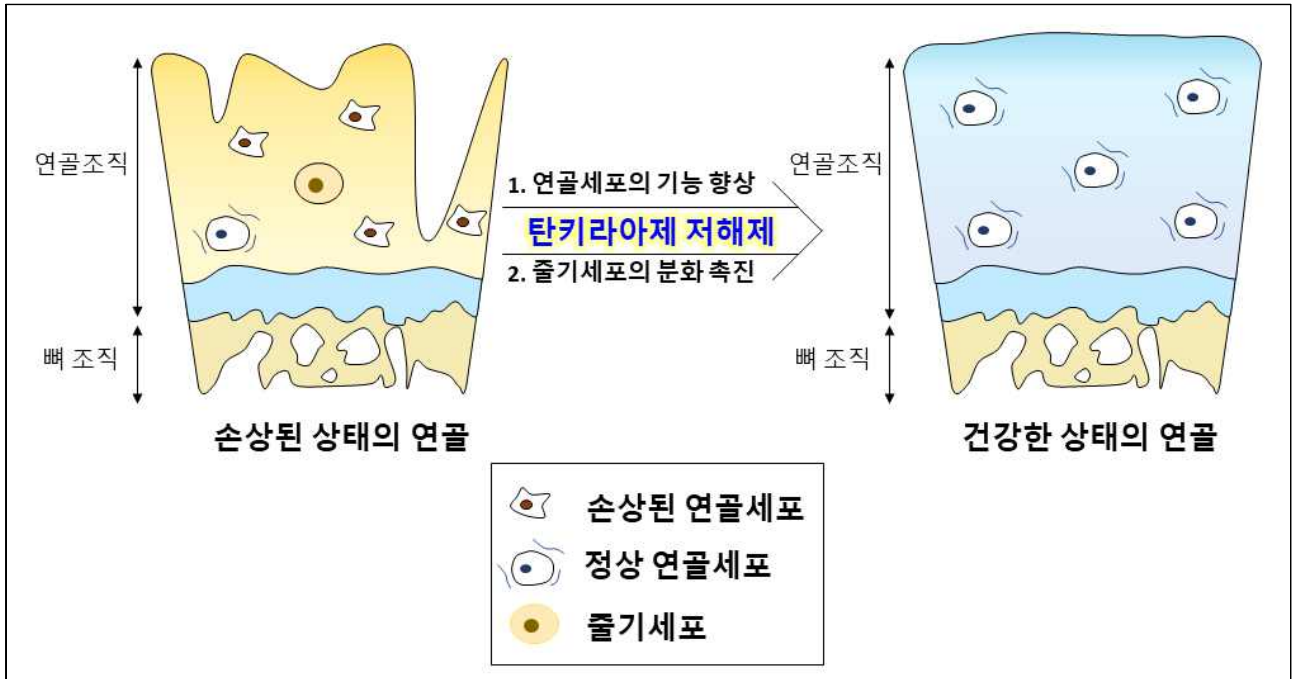 연골조직
뼈 조직
손상된 상태의 연골
1. 연골세포의 기능 향상
탄키라아제 저해제
2. 줄기세포의 분화 촉진
연골조직
뼈 조직
건강한 상태의 연골
손상된 연골세포
정상 연골세포
줄기세포